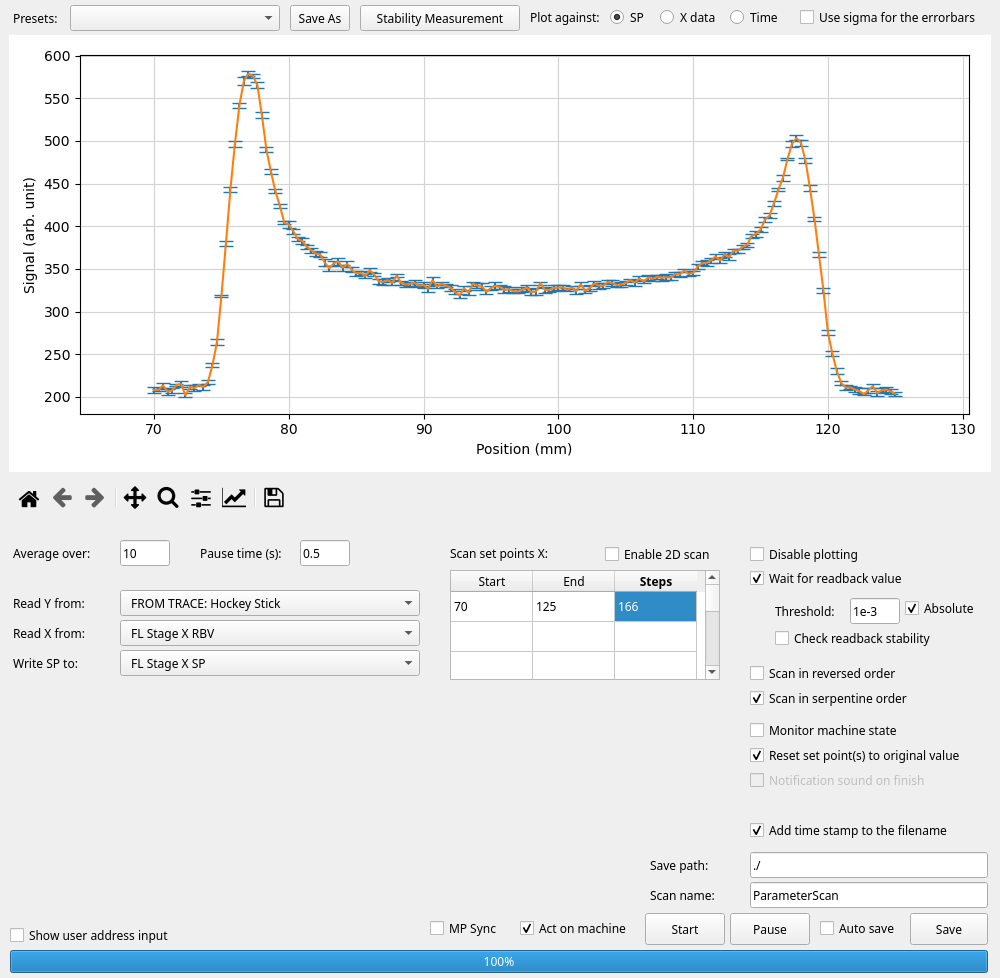 Presets: Save As Stability Measurement Plot against: SP X data Time Use sigma for the errorbars
600
550
500
450
400
350
300
250
200
Signal (arb. unit)
70 80 90 100 110 120 130
Position (mm)
Average over: 10 Pause time (s): 0.5
Read Y from: FROM TRACE: Hockey Stick
Read X from: FL Stage X RBV
Write SP to: FL Stage X SP
Scan set points X: Enable 2D scan
Start End Steps
70 125 166
Disable plotting
Wait for readback value
Threshold: 1e-3 Absolute
Check readback stability
Scan in reversed order
Scan in serpentine order
Monitor machine state
Reset set point(s) to original value
Notification sound on finish
Add time stamp to the filename
Save path: ./
Scan name: ParameterScan
Show user address input MP Sync Act on machine Start Pause Auto save Save
100%